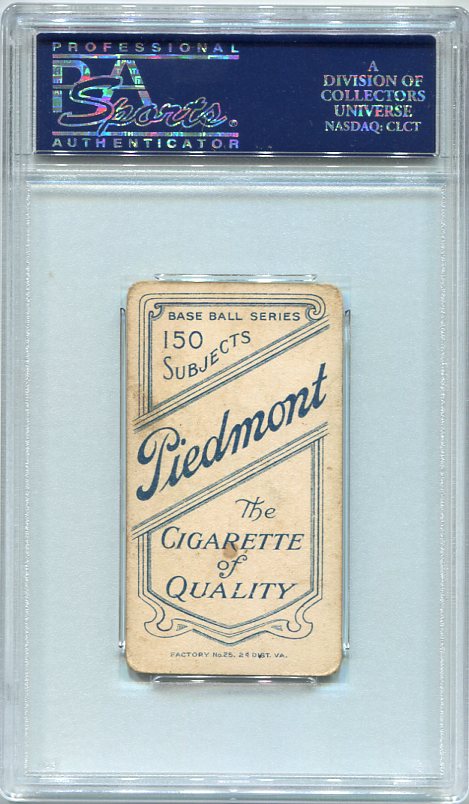 PROFESSIONAL
PSA
Sports.
AUTHENTICATOR
A
DIVISION OF
COLLECTORS
UNIVERSE
NASDAQ: CLCT
BASE BALL SERIES
150
SUBJECTS
Piedmont
The
CIGARETTE
of
QUALITY
FACTORY No. 25, 2d DIST. VA.